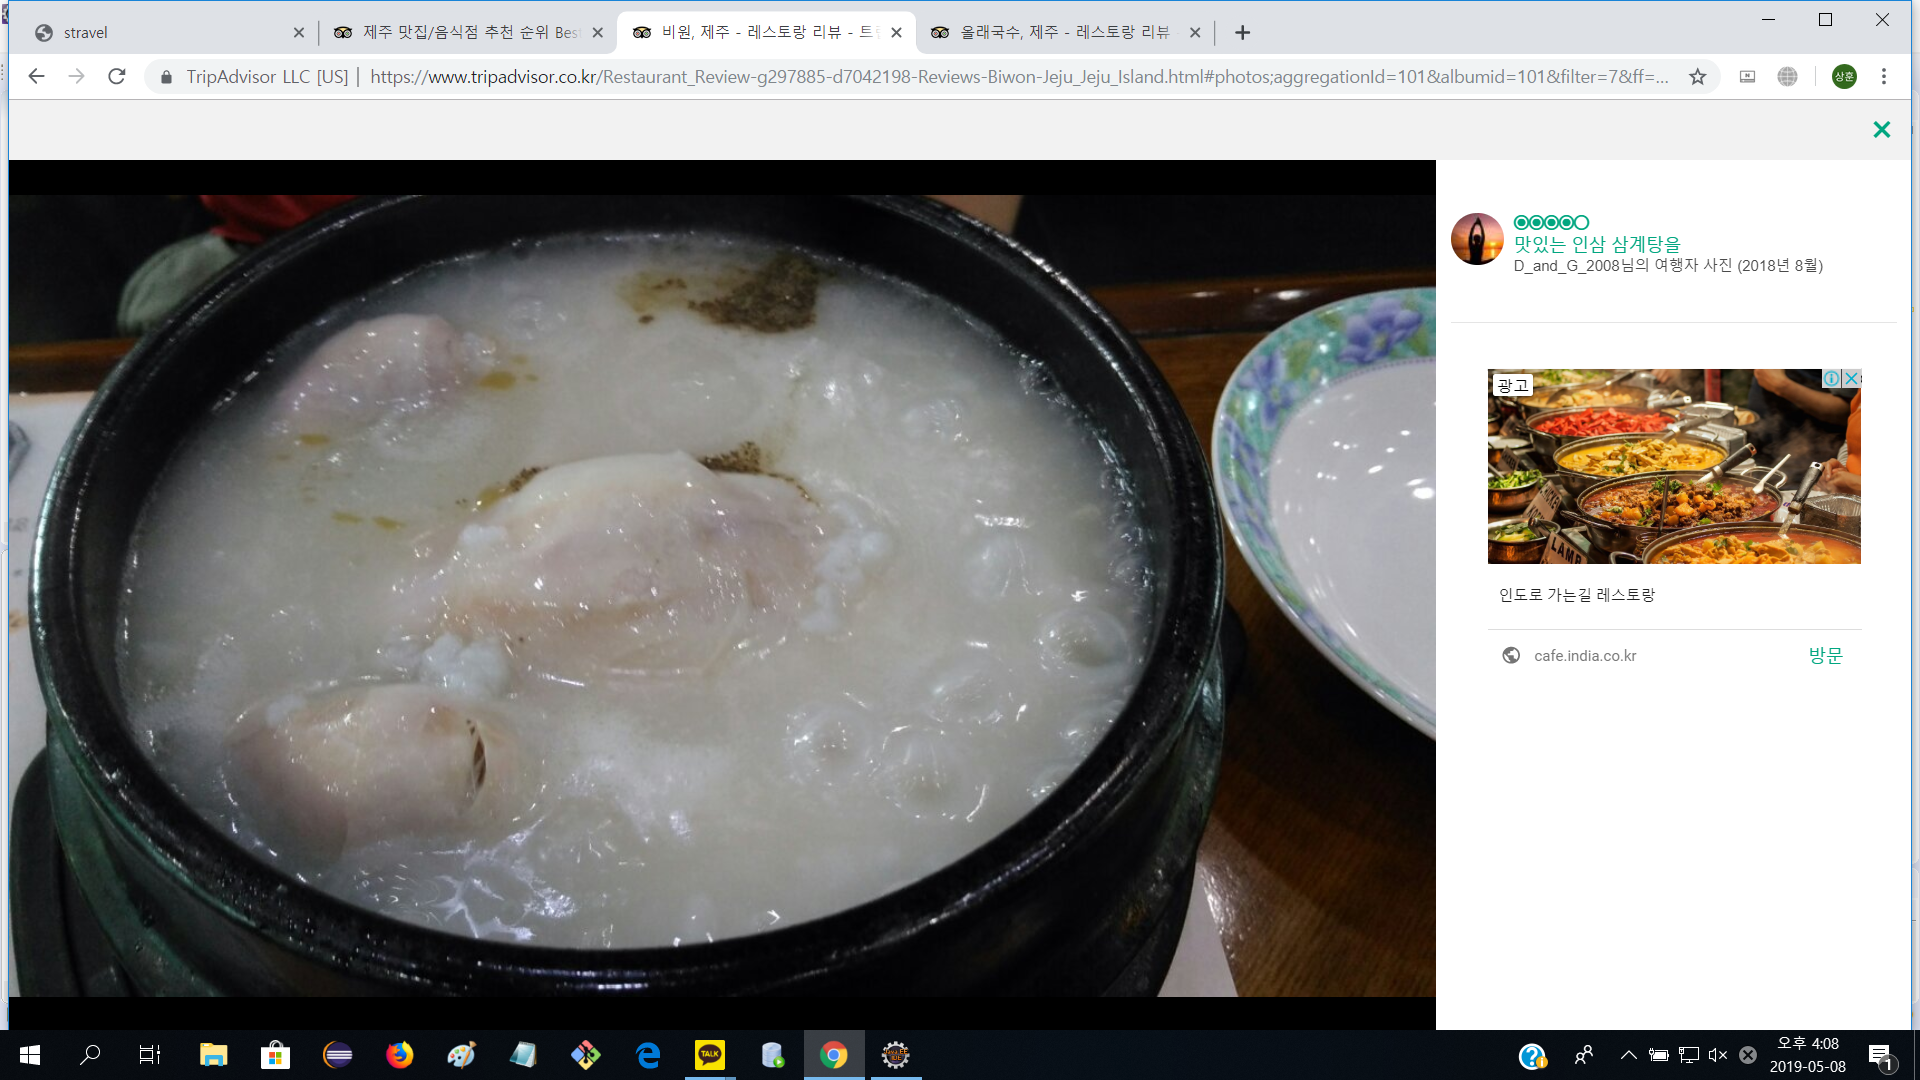 stravel
제주 맛집/음식점 추천 순위 Bes
비원, 제주 - 레스토랑 리뷰 - 트
올래국수, 제주 - 레스토랑 리뷰
TripAdvisor LLC [US] | https://www.tripadvisor.co.kr/Restaurant_Review-g297885-d7042198-Reviews-Biwon-Jeju_Jeju_Island.html#photos;aggregationId=101&albumid=101&filter=7&ff=...
상훈
맛있는 인삼 삼계탕을
D_and_G_2008님의 여행자 사진 (2018년 8월)
광고
LAMB
인도로 가는길 레스토랑
cafe.india.co.kr
방문
TALK
오후 4:08
2019-05-08
1